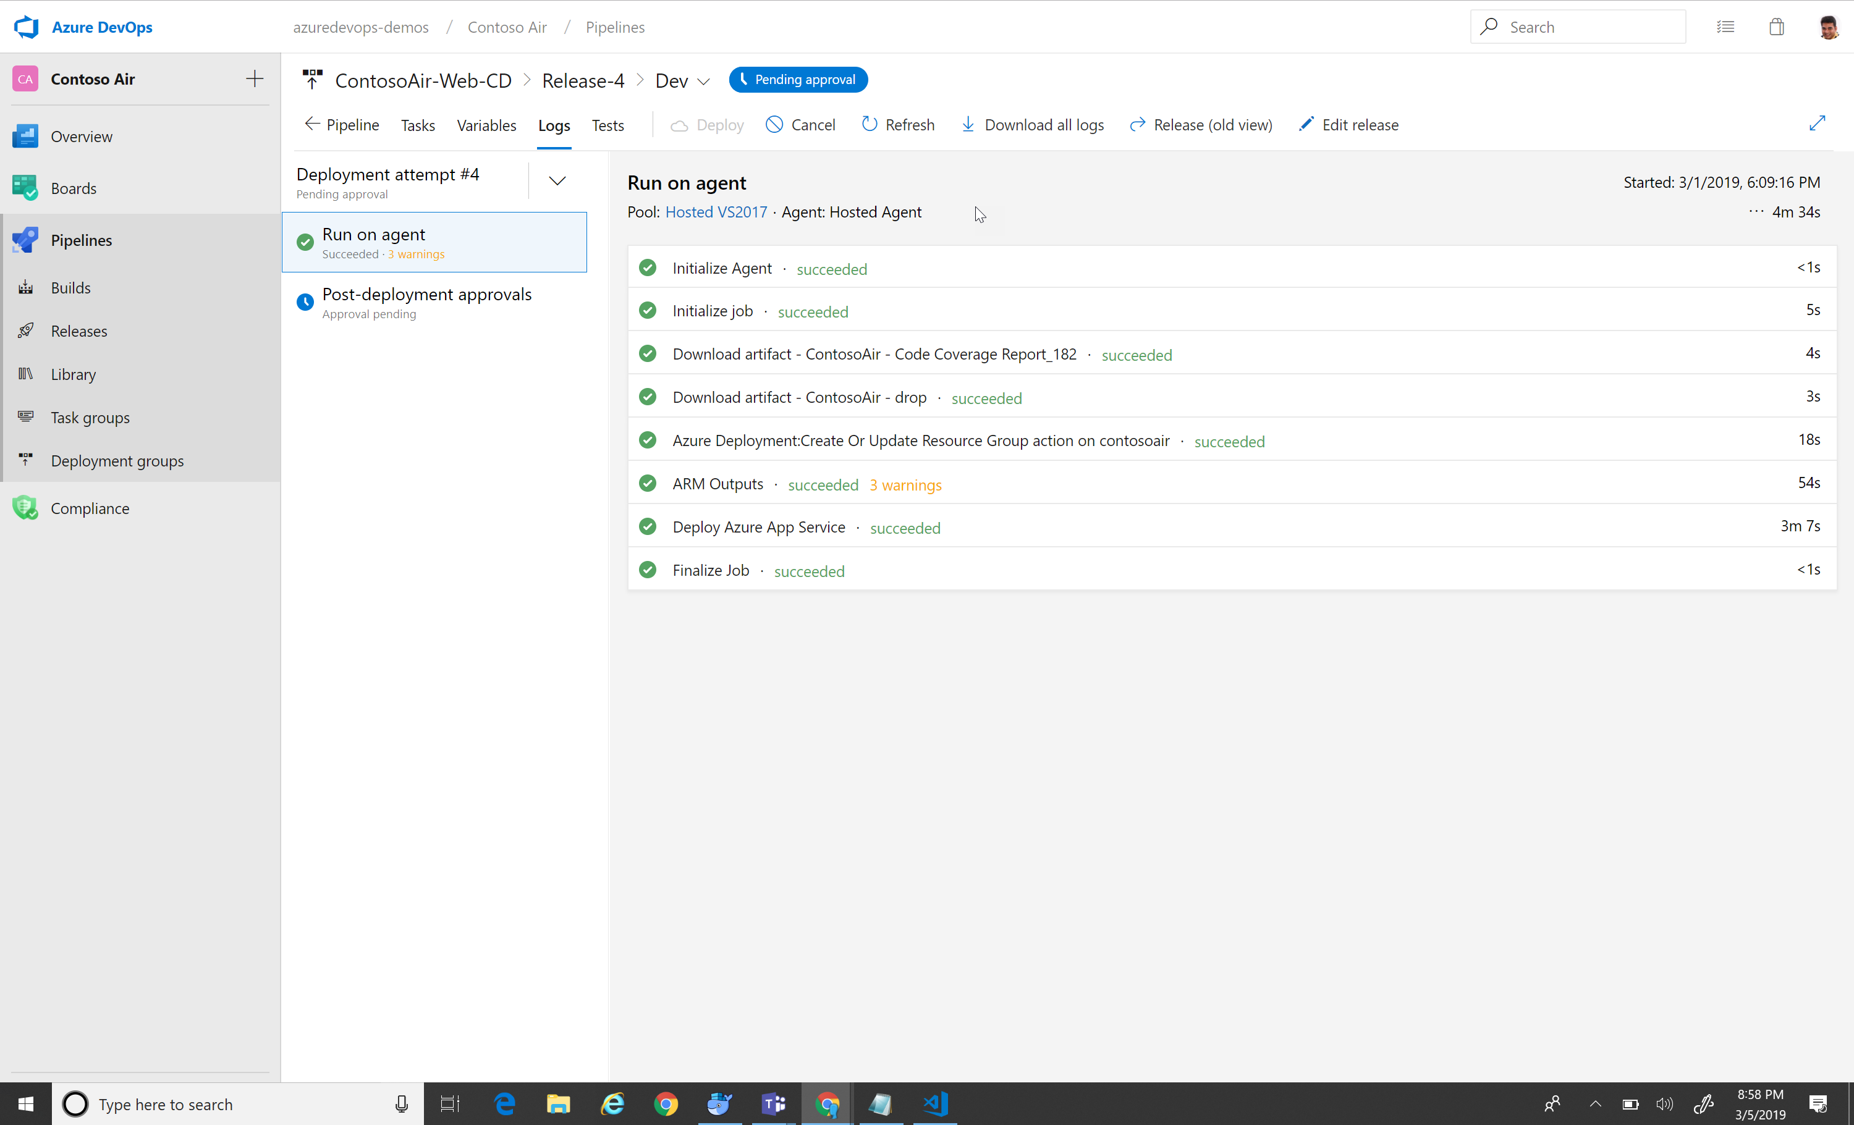 Azure DevOps
azuredevops-demos / Contoso Air / Pipelines
Search
CA Contoso Air
Overview
Boards
Pipelines
Builds
Releases
Library
Task groups
Deployment groups
Compliance
ContosoAir-Web-CD > Release-4 > Dev Pending approval
Pipeline Tasks Variables Logs Tests Deploy Cancel Refresh Download all logs Release (old view) Edit release
Deployment attempt #4
Pending approval
Run on agent
Succeeded · 3 warnings
Post-deployment approvals
Approval pending
Run on agent
Started: 3/1/2019, 6:09:16 PM
Pool: Hosted VS2017 · Agent: Hosted Agent
··· 4m 34s
Initialize Agent · succeeded <1s
Initialize job · succeeded 5s
Download artifact - ContosoAir - Code Coverage Report_182 · succeeded 4s
Download artifact - ContosoAir - drop · succeeded 3s
Azure Deployment:Create Or Update Resource Group action on contosoair · succeeded 18s
ARM Outputs · succeeded 3 warnings 54s
Deploy Azure App Service · succeeded 3m 7s
Finalize Job · succeeded <1s
Type here to search
8:58 PM
3/5/2019